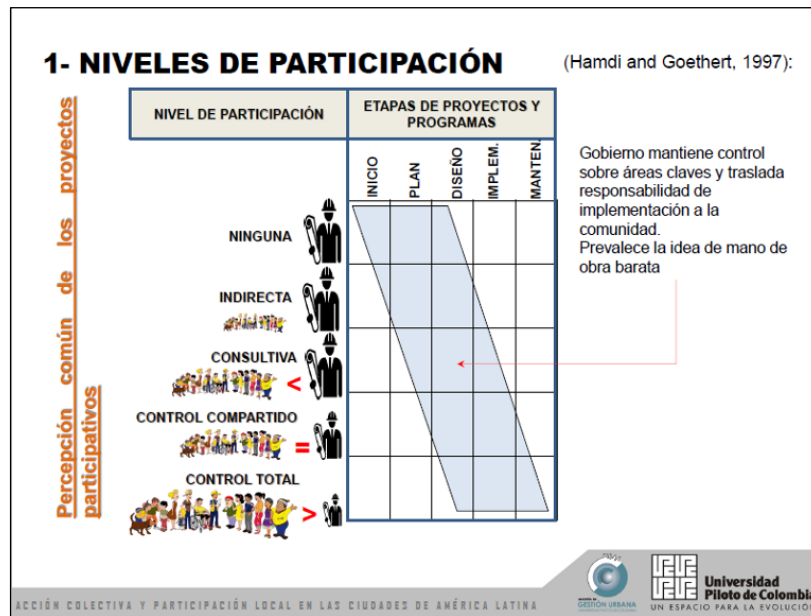 1- NIVELES DE PARTICIPACIÓN
(Hamdi and Goethert, 1997):
Percepción común de los proyectos
participativos
NIVEL DE PARTICIPACIÓN
ETAPAS DE PROYECTOS Y
PROGRAMAS
INICIO
PLAN
DISEÑO
IMPLEM.
MANTEN.
NINGUNA
INDIRECTA
CONSULTIVA
<
CONTROL COMPARTIDO
=
CONTROL TOTAL
>
Gobierno mantiene control
sobre áreas claves y traslada
responsabilidad de
implementación a la
comunidad.
Prevalece la idea de mano de
obra barata
ACCIÓN COLECTIVA Y PARTICIPACIÓN LOCAL EN LAS CIUDADES DE AMÉRICA LATINA
GESTIÓN URBANA
Universidad
Piloto de Colomb
UN ESPACIO PARA LA EVOLUCIÓ